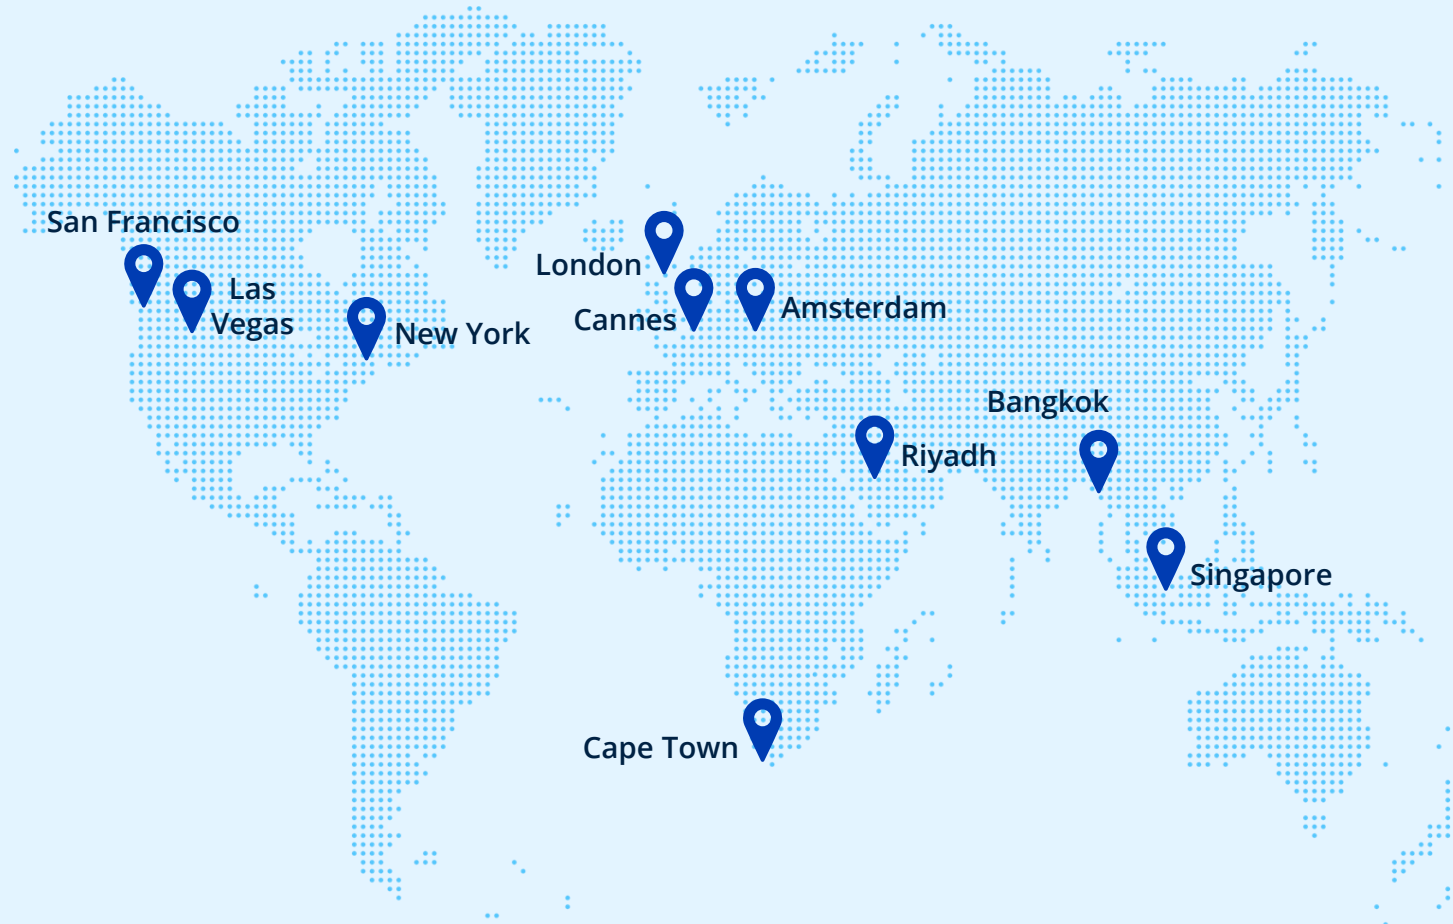 San Francisco
Las
Vegas
New York
London
Cannes
Amsterdam
Bangkok
Riyadh
Singapore
Cape Town